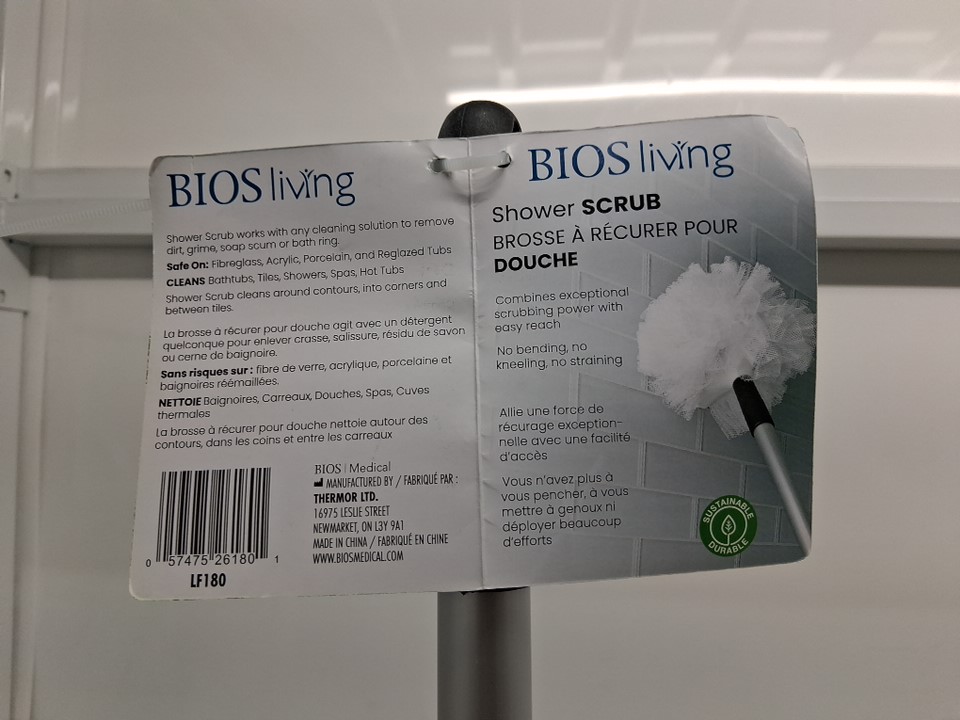 BIOS living
Shower Scrub works with any cleaning solution to remove
dirt, grime, soap scum or bath ring.
Safe On: Fibreglass, Acrylic, Porcelain, and Reglazed Tubs
CLEANS Bathtubs, Tiles, Showers, Spas, Hot Tubs
Shower Scrub cleans around contours, into corners and
between tiles.
La brosse à récurer pour douche agit avec un détergent
quelconque pour enlever crasse, salissure, résidu de savon
ou cerne de baignoire.
Sans risques sur : fibre de verre, acrylique, porcelaine et
baignoires réémaillées.
NETTOIE Baignoires, Carreaux, Douches, Spas, Cuves
thermales
La brosse à récurer pour douche nettoie autour des
contours, dans les coins et entre les carreaux
0 57475 26180 1
LF180
BIOS | Medical
MANUFACTURED BY / FABRIQUÉ PAR :
THERMOR LTD.
16975 LESLIE STREET
NEWMARKET, ON L3Y 9A1
MADE IN CHINA / FABRIQUÉ EN CHINE
WWW.BIOSMEDICAL.COM
BIOS living
Shower SCRUB
BROSSE À RÉCURER POUR
DOUCHE
Combines exceptional
scrubbing power with
easy reach
No bending, no
kneeling, no straining
Allie une force de
récurage exception-
nelle avec une facilité
d'accès
Vous n'avez plus à
vous pencher, à vous
mettre à genoux ni
déployer beaucoup
d'efforts
SUSTAINABLE
DURABLE